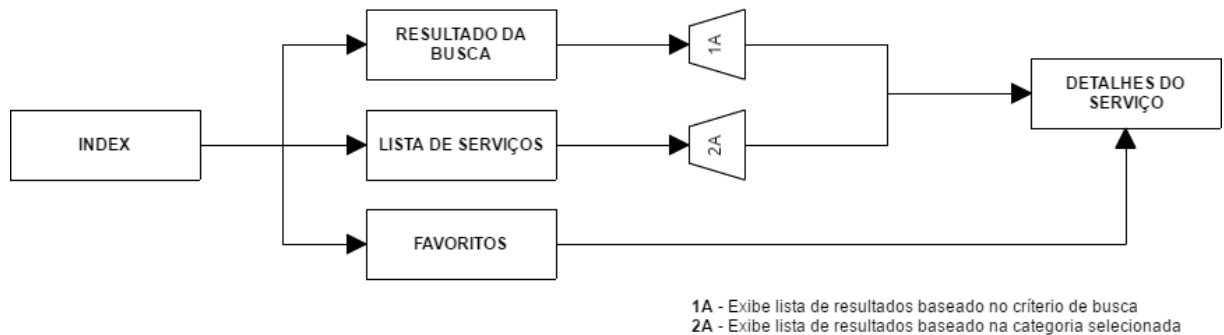 RESULTADO DA
BUSCA
1A
DETALHES DO
SERVIÇO
INDEX
LISTA DE SERVIÇOS
2A
FAVORITOS
1A - Exibe lista de resultados baseado no críterio de busca
2A - Exibe lista de resultados baseado na categoria selecionada